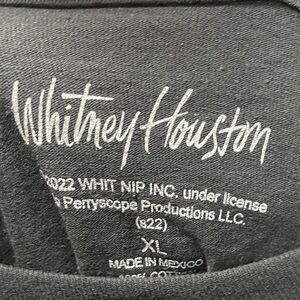 Whitney Houston
2022 WHIT NIP INC. under license
Perryscope Productions LLC.
(s22)
XL
MADE IN MEXICO